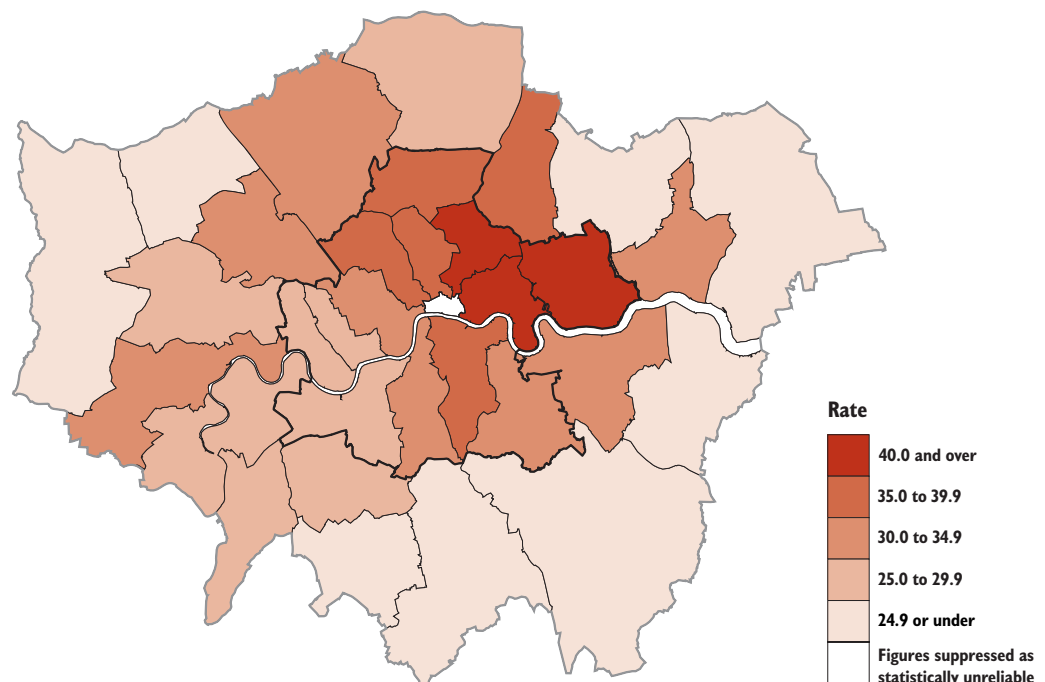 Rate
40.0 and over
35.0 to 39.9
30.0 to 34.9
25.0 to 29.9
24.9 or under
Figures suppressed as
statistically unreliable